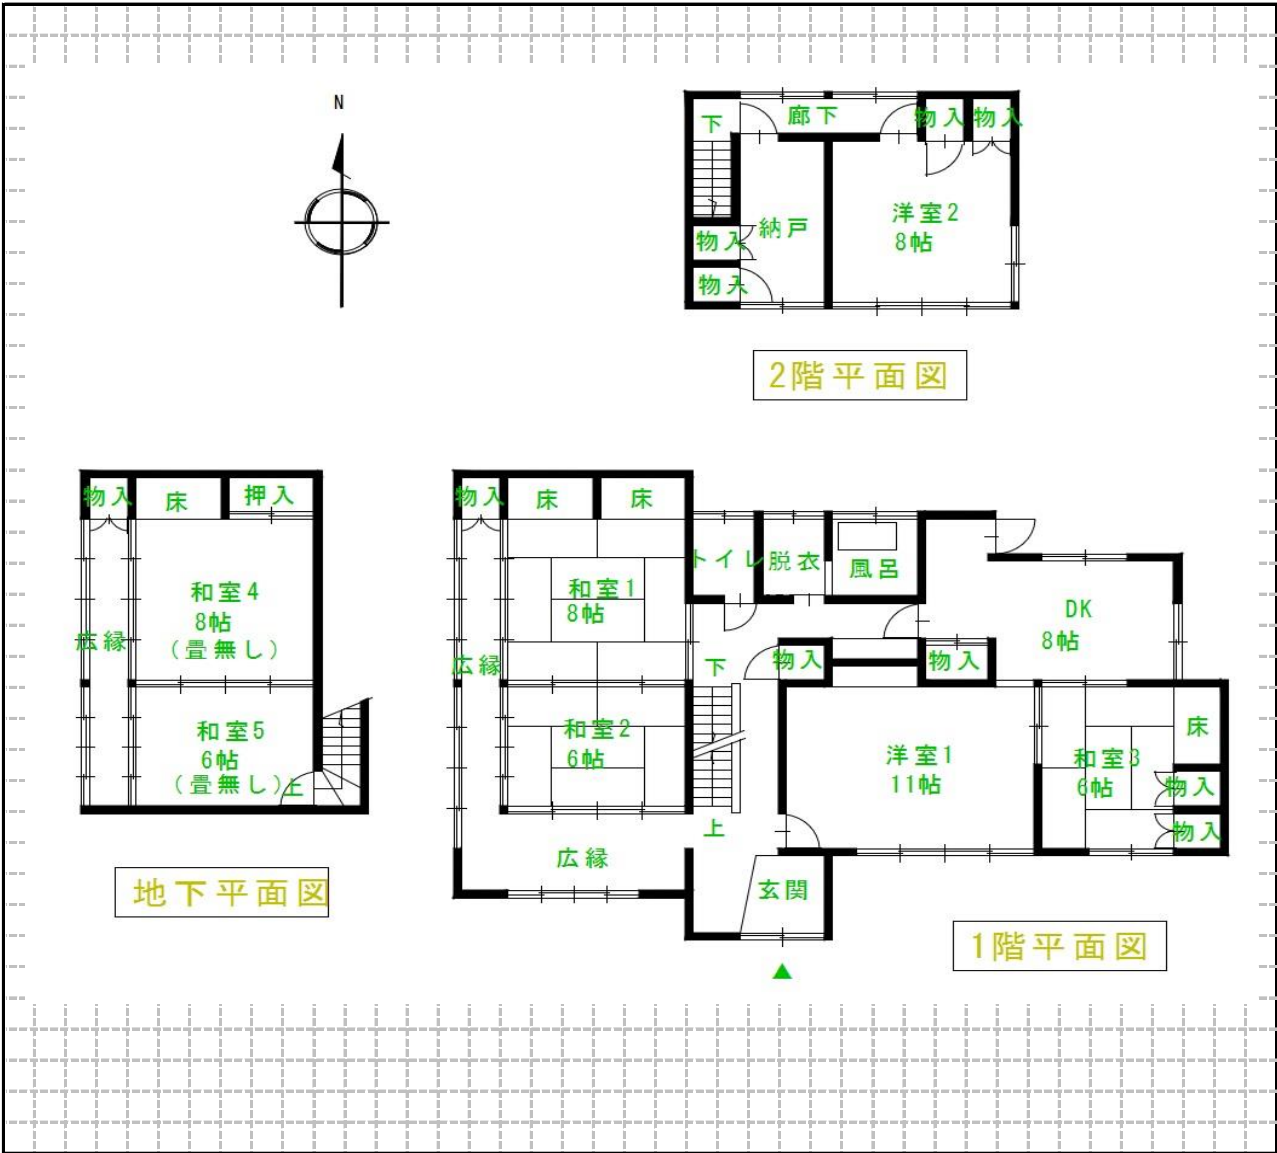 N
廊下
物入
物入
下
洋室2
8帖
納戸
物入
物入
2階平面図
物入
床
押入
和室4
8帖
(畳無し)
広縁
和室5
6帖
(畳無し)
上
地下平面図
物入
床
床
トイレ
脱衣
風呂
和室1
8帖
DK
8帖
広縁
下
物入
物入
和室2
6帖
洋室1
11帖
和室3
6帖
床
物入
物入
上
広縁
玄関
1階平面図